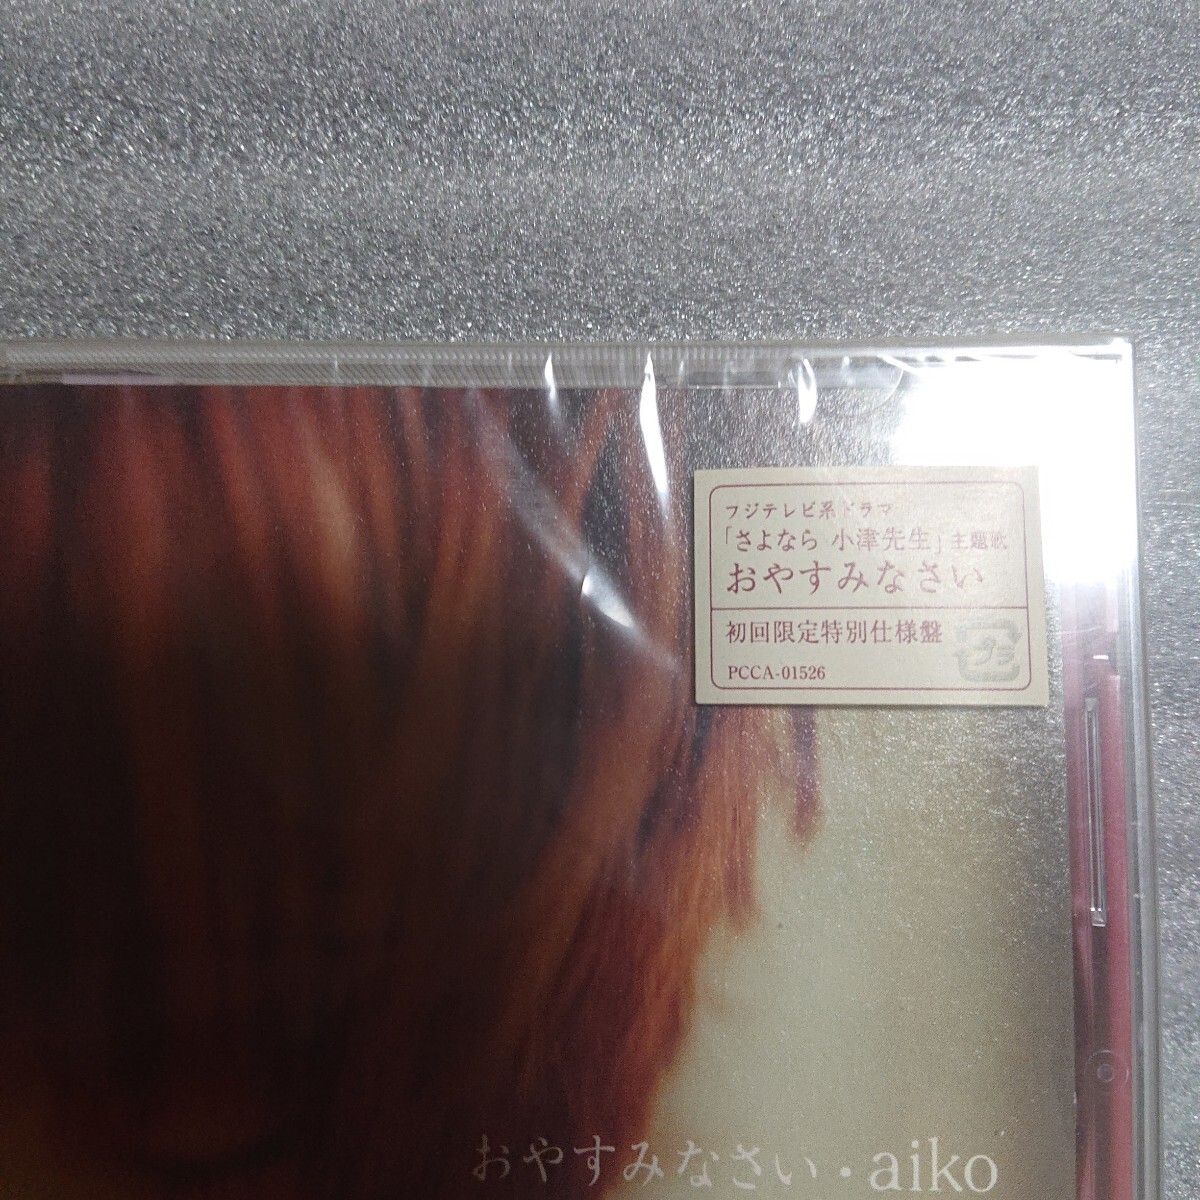 フジテレビ系ドラマ
「さよなら 小津先生」主題歌
おやすみなさい
初回限定特別仕様盤
プラ
PCCA-01526
おやすみなさい・aiko